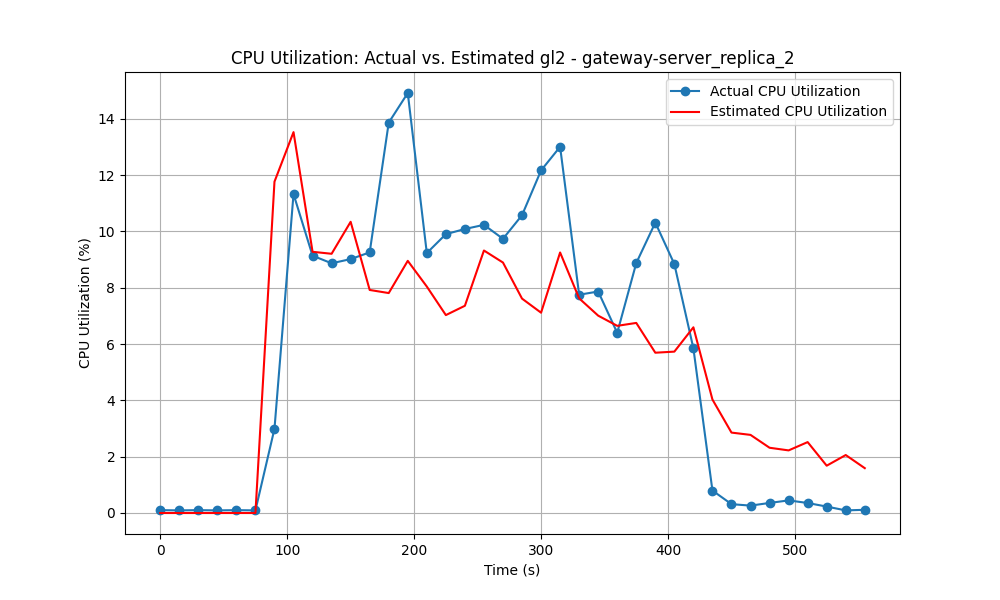 CPU Utilization: Actual vs. Estimated gl2 - gateway-server_replica_2
Actual CPU Utilization
Estimated CPU Utilization
CPU Utilization (%)
14
12
10
8
6
4
2
0
0 100 200 300 400 500
Time (s)